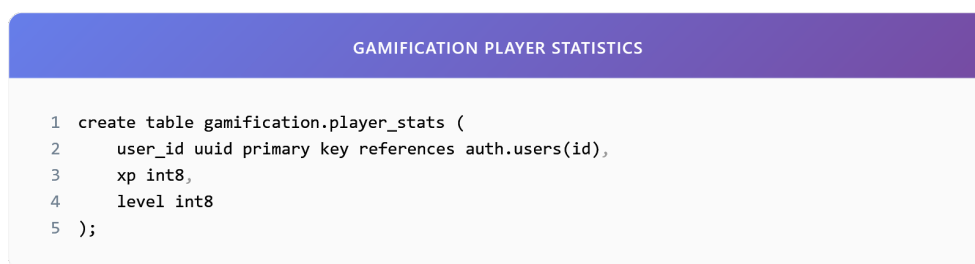 GAMIFICATION PLAYER STATISTICS
1 create table gamification.player_stats (
2 user_id uuid primary key references auth.users(id),
3 xp int8,
4 level int8
5 );